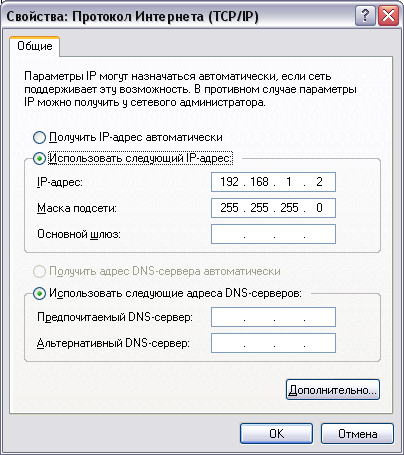 Свойства: Протокол Интернета (TCP/IP)
Общие
Параметры IP могут назначаться автоматически, если сеть
поддерживает эту возможность. В противном случае параметры
IP можно получить у сетевого администратора.
Получить IP-адрес автоматически
Использовать следующий IP-адрес:
IP-адрес: 192 . 168 . 1 . 2
Маска подсети: 255 . 255 . 255 . 0
Основной шлюз: . . .
Получить адрес DNS-сервера автоматически
Использовать следующие адреса DNS-серверов:
Предпочитаемый DNS-сервер: . . .
Альтернативный DNS-сервер: . . .
Дополнительно...
OK Отмена